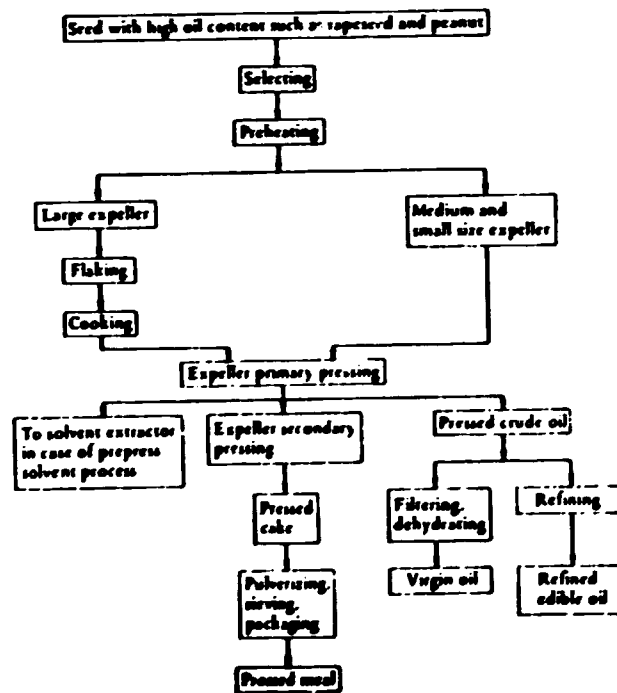 Seed with high oil content such as rapeseed and peanut
Selecting
Preheating
Large expeller
Medium and
small size expeller
Flaking
Cooking
Expeller primary pressing
To solvent extractor
in case of prepress
solvent process
Expeller secondary
pressing
Pressed crude oil
Pressed
cake
Filtering,
dehydrating
Refining
Virgin oil
Refined
edible oil
Pulverizing,
sieving,
packaging
Pressed meal